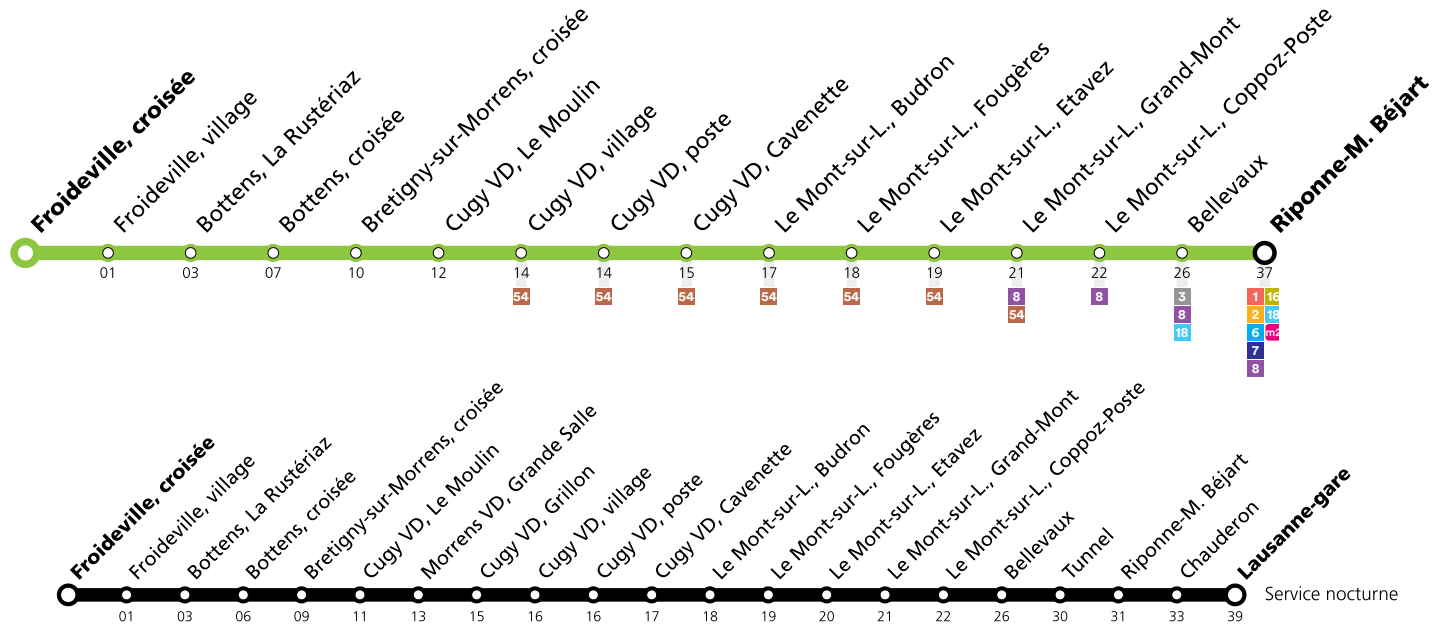 Froideville, croisée
Froideville, village
Bottens, La Rustériaz
Bottens, croisée
Bretigny-sur-Morrens, croisée
Cugy VD, Le Moulin
Cugy VD, village
Cugy VD, poste
Cugy VD, Cavenette
Le Mont-sur-L., Budron
Le Mont-sur-L., Fougères
Le Mont-sur-L., Etavez
Le Mont-sur-L., Grand-Mont
Le Mont-sur-L., Coppoz-Poste
Bellevaux
Riponne-M. Béjart
01 03 07 10 12 14 14 15 17 18 19 21 22 26 37
54 54 54 54 54 54 8 8 3 1 16
54 8 2 18
18 6 m2
7
8
Froideville, croisée
Froideville, village
Bottens, La Rustériaz
Bottens, croisée
Bretigny-sur-Morrens, croisée
Cugy VD, Le Moulin
Morrens VD, Grande Salle
Cugy VD, Grillon
Cugy VD, village
Cugy VD, poste
Cugy VD, Cavenette
Le Mont-sur-L., Budron
Le Mont-sur-L., Fougères
Le Mont-sur-L., Etavez
Le Mont-sur-L., Grand-Mont
Le Mont-sur-L., Coppoz-Poste
Bellevaux
Tunnel
Riponne-M. Béjart
Chauderon
Lausanne-gare
Service nocturne
01 03 06 09 11 13 15 16 16 17 18 19 20 21 22 26 30 31 33 39